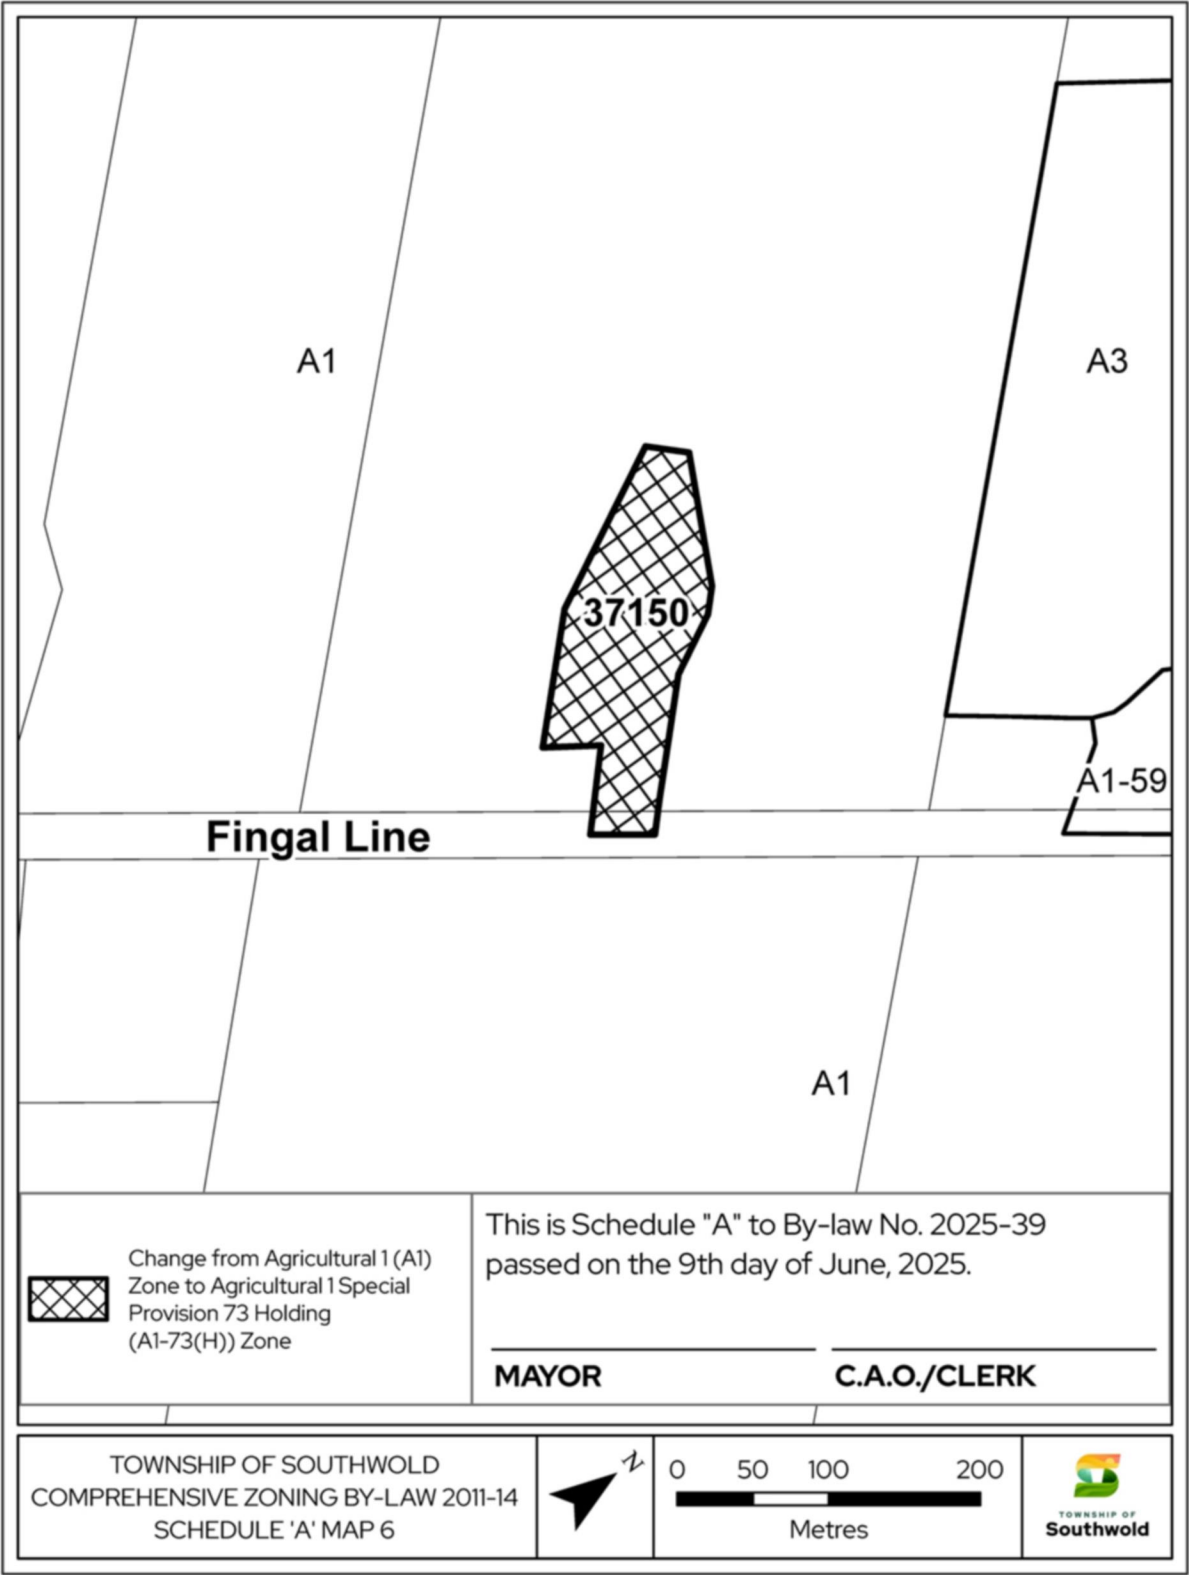 A1
A3
37150
A1-59
Fingal Line
A1
Change from Agricultural 1 (A1)
Zone to Agricultural 1 Special
Provision 73 Holding
(A1-73(H)) Zone
This is Schedule "A" to By-law No. 2025-39
passed on the 9th day of June, 2025.
MAYOR
C.A.O./CLERK
TOWNSHIP OF SOUTHWOLD
COMPREHENSIVE ZONING BY-LAW 2011-14
SCHEDULE 'A' MAP 6
N
0 50 100 200
Metres
TOWNSHIP OF
Southwold